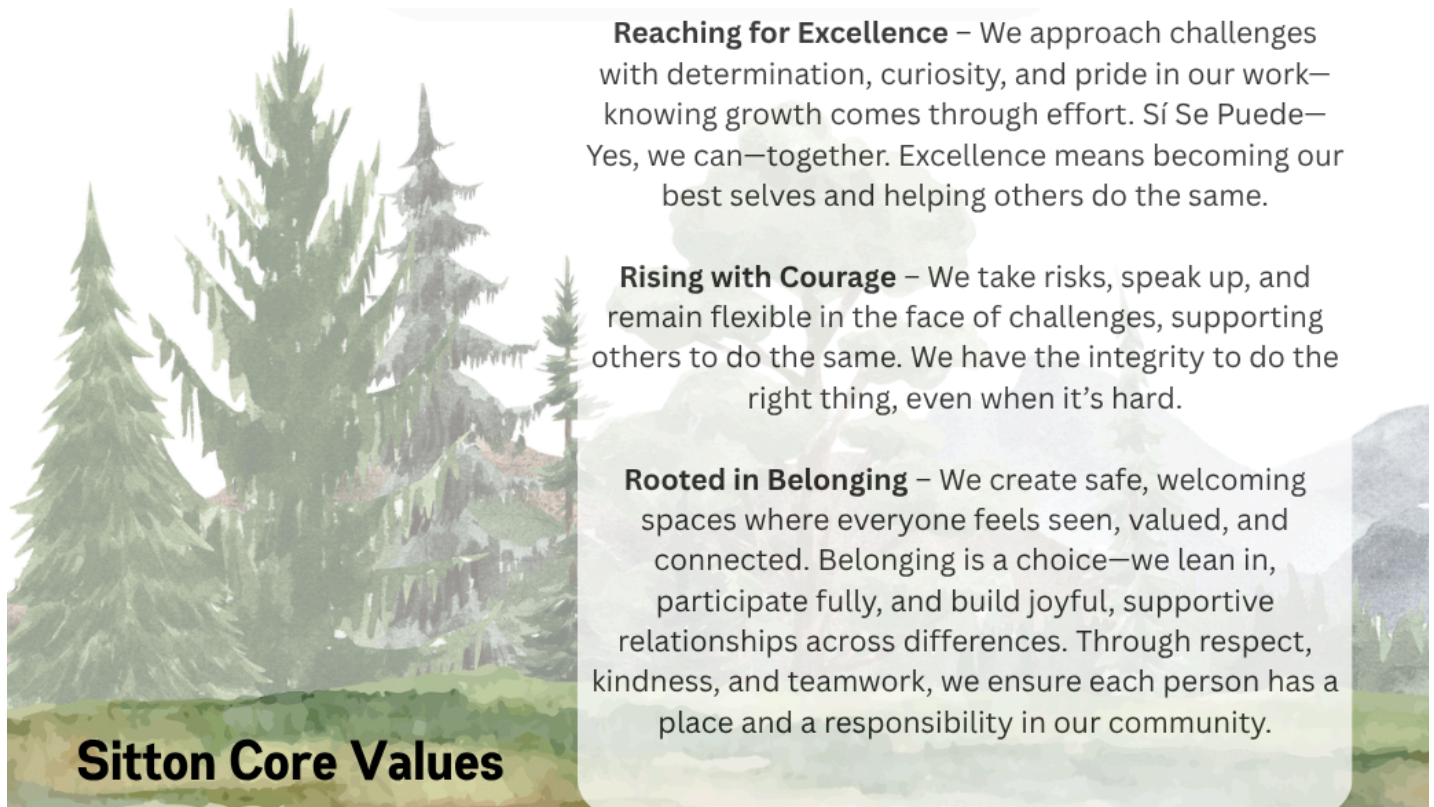 Reaching for Excellence – We approach challenges
with determination, curiosity, and pride in our work—
knowing growth comes through effort. Sí Se Puede—
Yes, we can—together. Excellence means becoming our
best selves and helping others do the same.
Rising with Courage – We take risks, speak up, and
remain flexible in the face of challenges, supporting
others to do the same. We have the integrity to do the
right thing, even when it’s hard.
Rooted in Belonging – We create safe, welcoming
spaces where everyone feels seen, valued, and
connected. Belonging is a choice—we lean in,
participate fully, and build joyful, supportive
relationships across differences. Through respect,
kindness, and teamwork, we ensure each person has a
place and a responsibility in our community.
Sitton Core Values